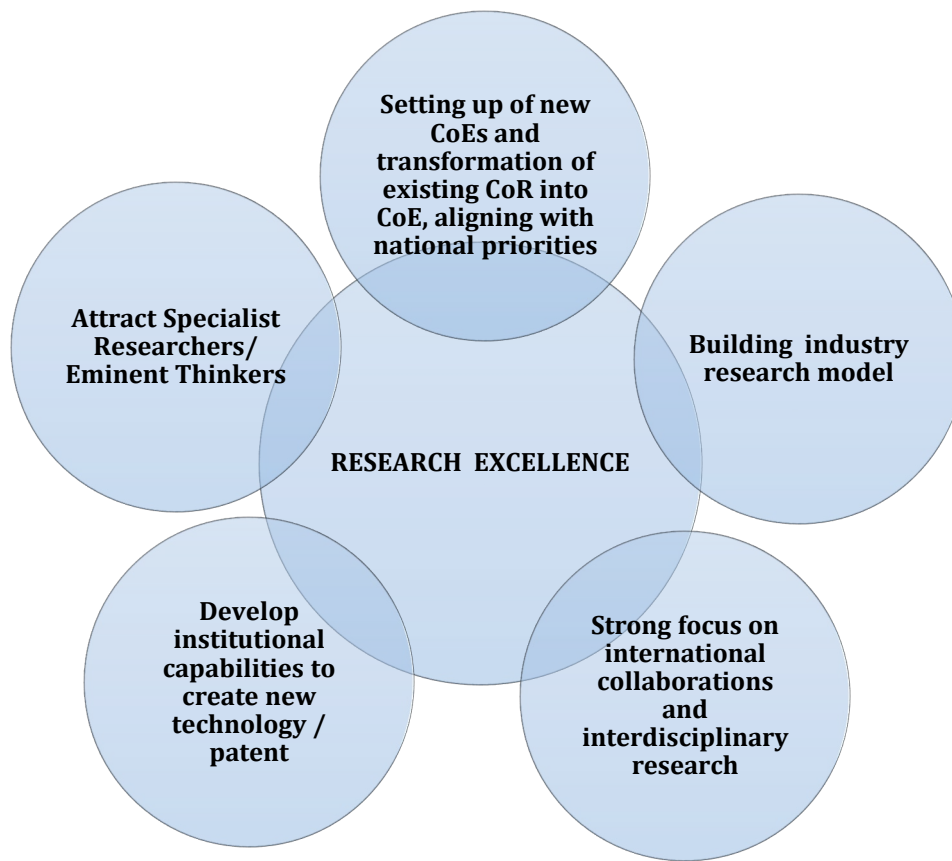 Setting up of new
CoEs and
transformation of
existing CoR into
CoE, aligning with
national priorities
Attract Specialist
Researchers/
Eminent Thinkers
Building industry
research model
RESEARCH EXCELLENCE
Develop
institutional
capabilities to
create new
technology /
patent
Strong focus on
international
collaborations
and
interdisciplinary
research